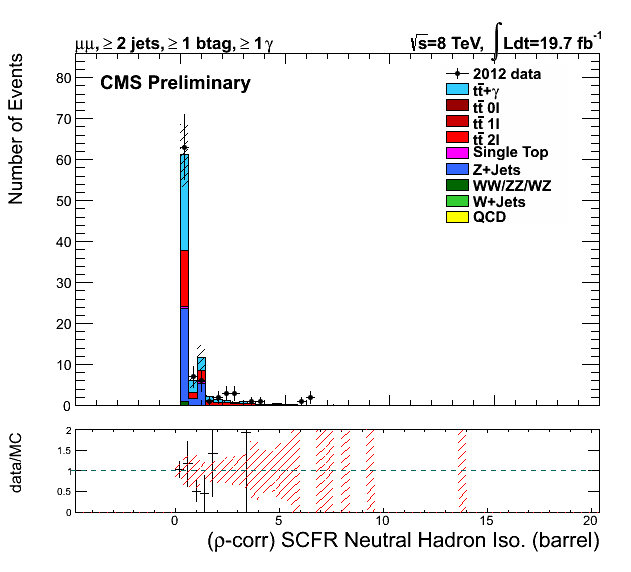 μμ, ≥ 2 jets, ≥ 1 btag, ≥ 1 γ
√s=8 TeV, ∫ Ldt=19.7 fb⁻¹
CMS Preliminary
2012 data
tt̄+γ
tt̄ 0l
tt̄ 1l
tt̄ 2l
Single Top
Z+Jets
WW/ZZ/WZ
W+Jets
QCD
Number of Events
80
70
60
50
40
30
20
10
0
data/MC
2
1.5
1
0.5
0
0
5
10
15
20
(ρ-corr) SCFR Neutral Hadron Iso. (barrel)